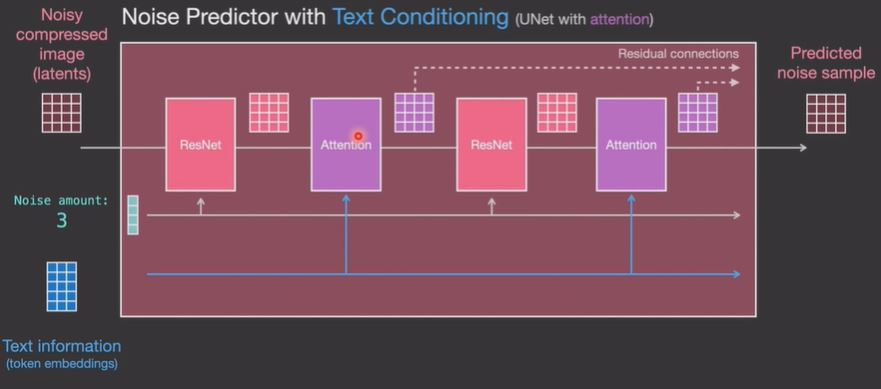 Noise Predictor with Text Conditioning (UNet with attention)
Noisy
compressed
image
(latents)
Residual connections
Predicted
noise sample
ResNet
Attention
ResNet
Attention
Noise amount:
3
Text information
(token embeddings)